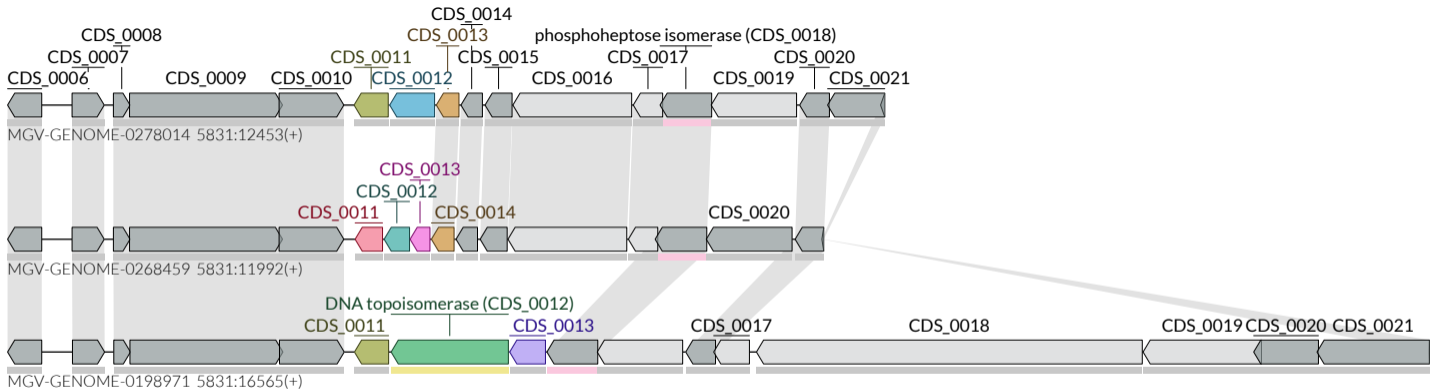 CDS_0014
CDS_0008 CDS_0013 phosphoheptose isomerase (CDS_0018)
CDS_0007 CDS_0011 CDS_0015 CDS_0017 CDS_0020
CDS_0006 CDS_0009 CDS_0010 CDS_0012 CDS_0016 CDS_0019 CDS_0021
MGV-GENOME-0278014 5831:12453(+)
CDS_0013
CDS_0012
CDS_0011 CDS_0014 CDS_0020
MGV-GENOME-0268459 5831:11992(+)
DNA topoisomerase (CDS_0012)
CDS_0011 CDS_0013 CDS_0017 CDS_0018 CDS_0019 CDS_0020 CDS_0021
MGV-GENOME-0198971 5831:16565(+)